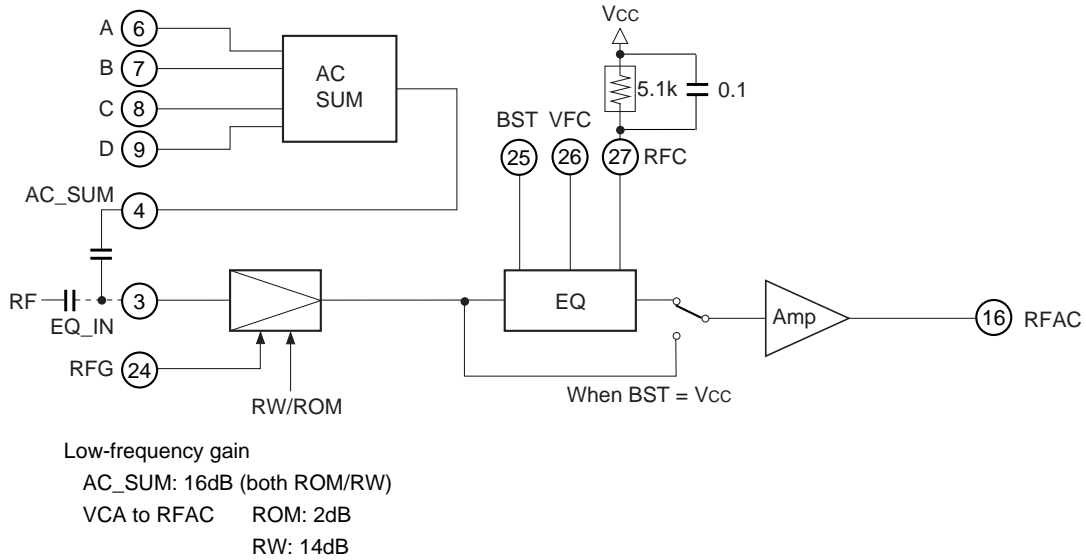 A 6
B 7
C 8
D 9
AC
SUM
Vcc
5.1k 0.1
BST VFC
25 26 27 RFC
AC_SUM 4
RF 3
EQ_IN
EQ
Amp
16 RFAC
RFG 24
When BST = Vcc
RW/ROM
Low-frequency gain
AC_SUM: 16dB (both ROM/RW)
VCA to RFAC ROM: 2dB
RW: 14dB